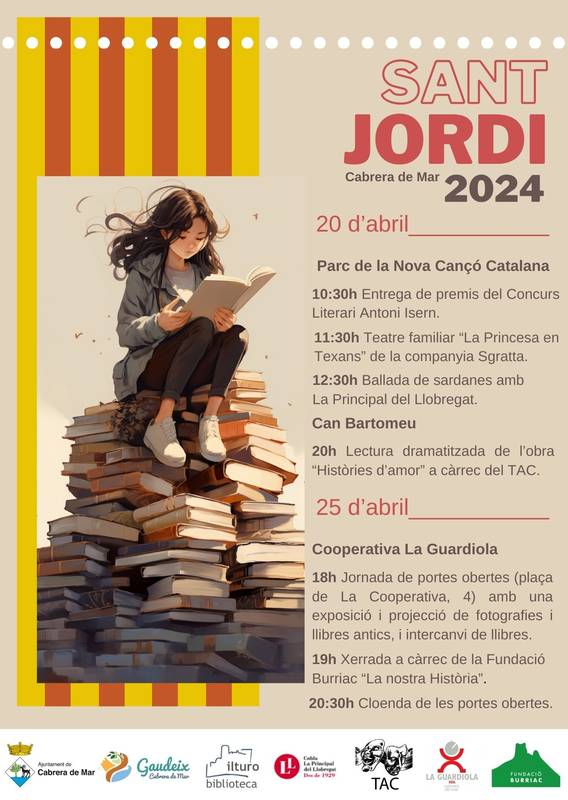 SANT
JORDI
Cabrera de Mar 2024
20 d’abril____________
Parc de la Nova Cançó Catalana
10:30h Entrega de premis del Concurs
Literari Antoni Isern.
11:30h Teatre familiar “La Princesa en
Texans” de la companyia Sgratta.
12:30h Ballada de sardanes amb
La Principal del Llobregat.
Can Bartomeu
20h Lectura dramatitzada de l’obra
“Històries d’amor” a càrrec del TAC.
25 d’abril____________
Cooperativa La Guardiola
18h Jornada de portes obertes (plaça
de La Cooperativa, 4) amb una
exposició i projecció de fotografies i
llibres antics, i intercanvi de llibres.
19h Xerrada a càrrec de la Fundació
Burriac “La nostra Història”.
20:30h Cloenda de les portes obertes.
Ajuntament de
Cabrera de Mar
Gaudeix
Cabrera de Mar
ilturo
biblioteca
Cobla
La Principal
del Llobregat
Des de 1929
TAC
LA GUARDIOLA
FUNDACIÓ
BURRIAC